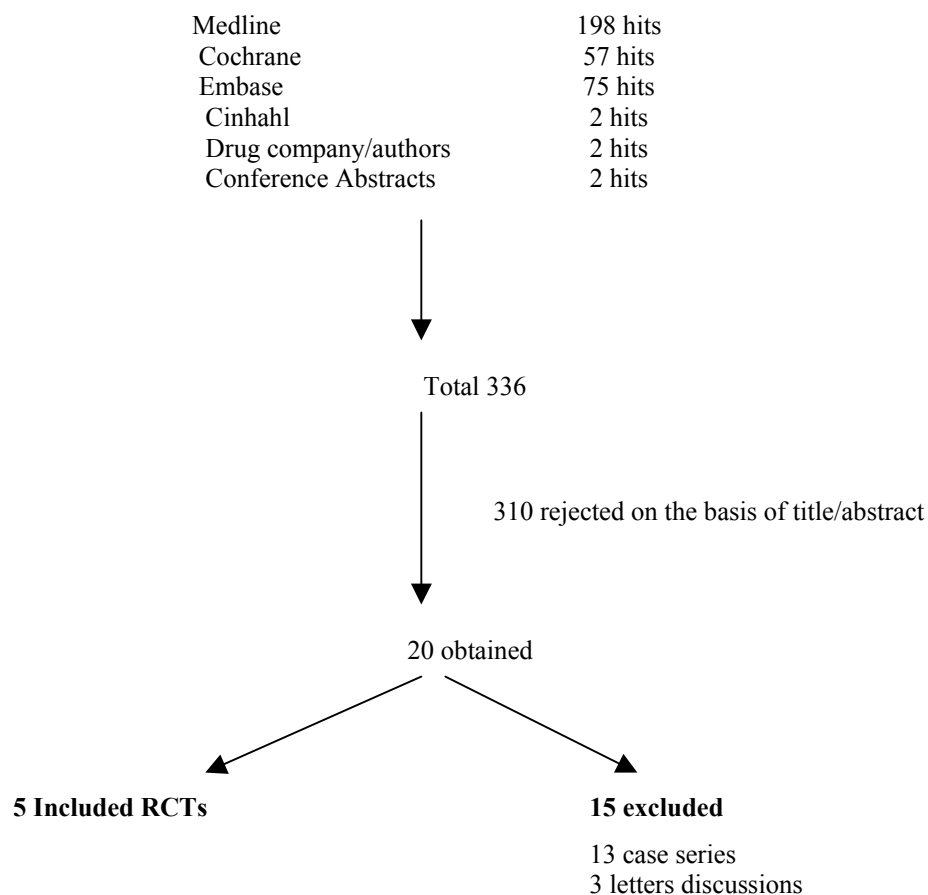 Medline 198 hits
Cochrane 57 hits
Embase 75 hits
Cinhahl 2 hits
Drug company/authors 2 hits
Conference Abstracts 2 hits
Total 336
310 rejected on the basis of title/abstract
20 obtained
5 Included RCTs 15 excluded
13 case series
3 letters discussions